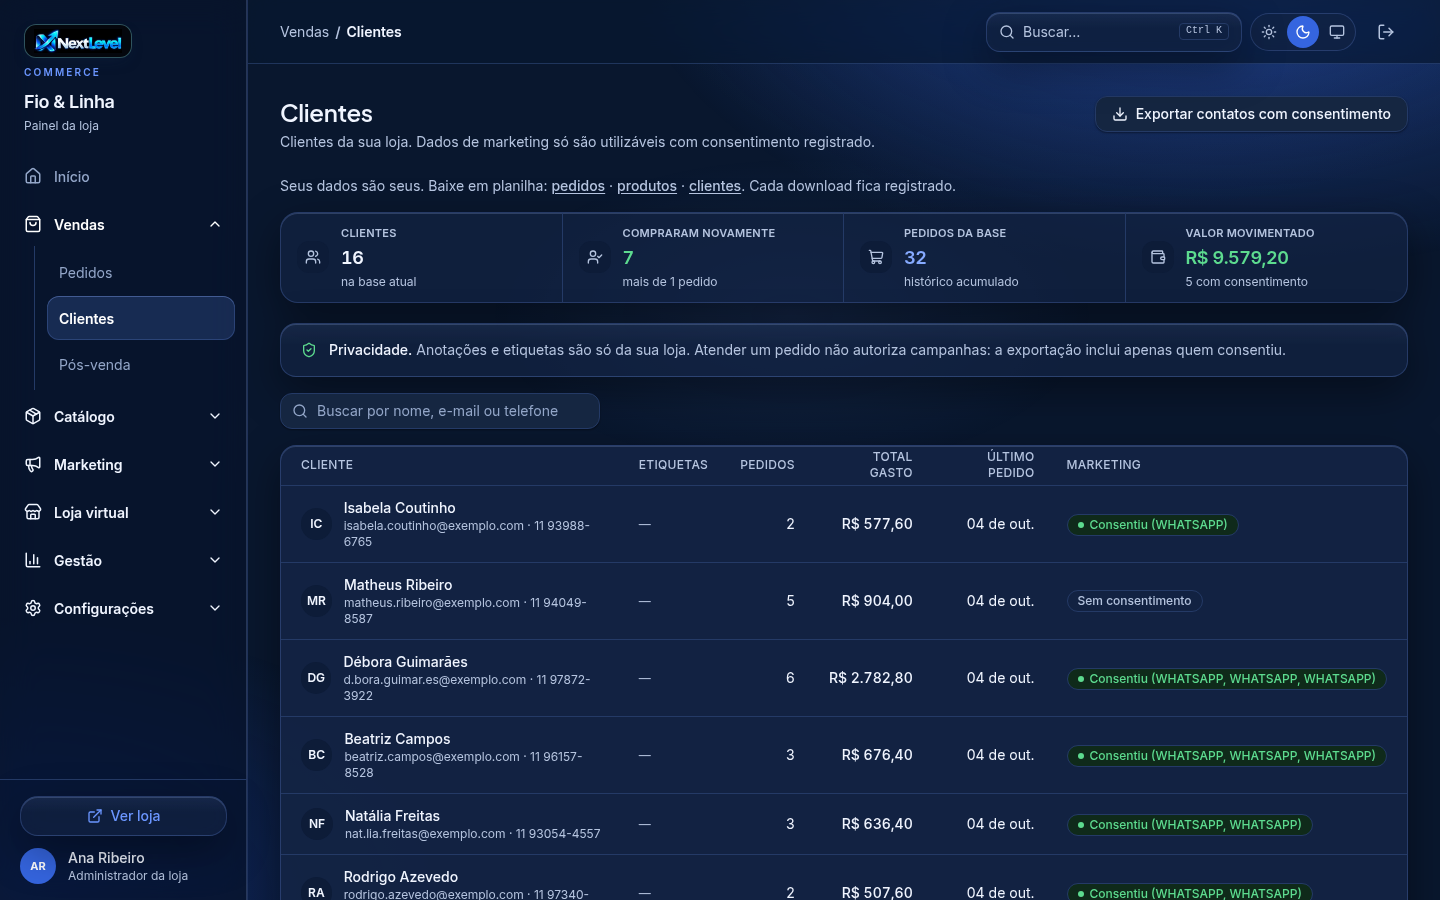 NextLevel
COMMERCE
Fio & Linha
Painel da loja
Início
Vendas
Pedidos
Clientes
Pós-venda
Catálogo
Marketing
Loja virtual
Gestão
Configurações
Ver loja
AR
Ana Ribeiro
Administrador da loja
Vendas / Clientes
Buscar... Ctrl K
Clientes
Exportar contatos com consentimento
Clientes da sua loja. Dados de marketing só são utilizáveis com consentimento registrado.
Seus dados são seus. Baixe em planilha: pedidos · produtos · clientes. Cada download fica registrado.
CLIENTES
16
na base atual
COMPRARAM NOVAMENTE
7
mais de 1 pedido
PEDIDOS DA BASE
32
histórico acumulado
VALOR MOVIMENTADO
R$ 9.579,20
5 com consentimento
Privacidade. Anotações e etiquetas são só da sua loja. Atender um pedido não autoriza campanhas: a exportação inclui apenas quem consentiu.
Buscar por nome, e-mail ou telefone
CLIENTE ETIQUETAS PEDIDOS TOTAL GASTO ÚLTIMO PEDIDO MARKETING
IC Isabela Coutinho
isabela.coutinho@exemplo.com · 11 93988-
6765
— 2 R$ 577,60 04 de out. Consentiu (WHATSAPP)
MR Matheus Ribeiro
matheus.ribeiro@exemplo.com · 11 94049-
8587
— 5 R$ 904,00 04 de out. Sem consentimento
DG Débora Guimarães
d.bora.guimar.es@exemplo.com · 11 97872-
3922
— 6 R$ 2.782,80 04 de out. Consentiu (WHATSAPP, WHATSAPP, WHATSAPP)
BC Beatriz Campos
beatriz.campos@exemplo.com · 11 96157-
8528
— 3 R$ 676,40 04 de out. Consentiu (WHATSAPP, WHATSAPP, WHATSAPP)
NF Natália Freitas
nat.lia.freitas@exemplo.com · 11 93054-4557
— 3 R$ 636,40 04 de out. Consentiu (WHATSAPP, WHATSAPP)
RA Rodrigo Azevedo
rodrigo.azevedo@exemplo.com · 11 97340-
— 2 R$ 507,60 04 de out. Consentiu (WHATSAPP, WHATSAPP)